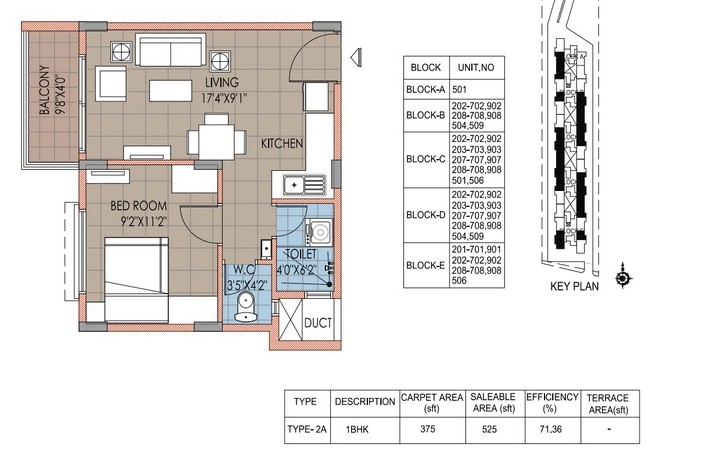 BALCONY
9'8"X4'0"
LIVING
17'4"X9'1"
KITCHEN
BED ROOM
9'2"X11'2"
TOILET
4'0"X6'2"
W.C
3'5"X4'2"
DUCT
BLOCK UNIT.NO
BLOCK-A 501
BLOCK-B
202-702,902
208-708,908
504,509
BLOCK-C
202-702,902
203-703,903
207-707,907
208-708,908
501,506
BLOCK-D
202-702,902
203-703,903
207-707,907
208-708,908
504,509
BLOCK-E
201-701,901
202-702,902
208-708,908
506
KEY PLAN
TYPE DESCRIPTION CARPET AREA (sft) SALEABLE AREA (sft) EFFICIENCY (%) TERRACE AREA(sft)
TYPE-2A 1BHK 375 525 71.36 -